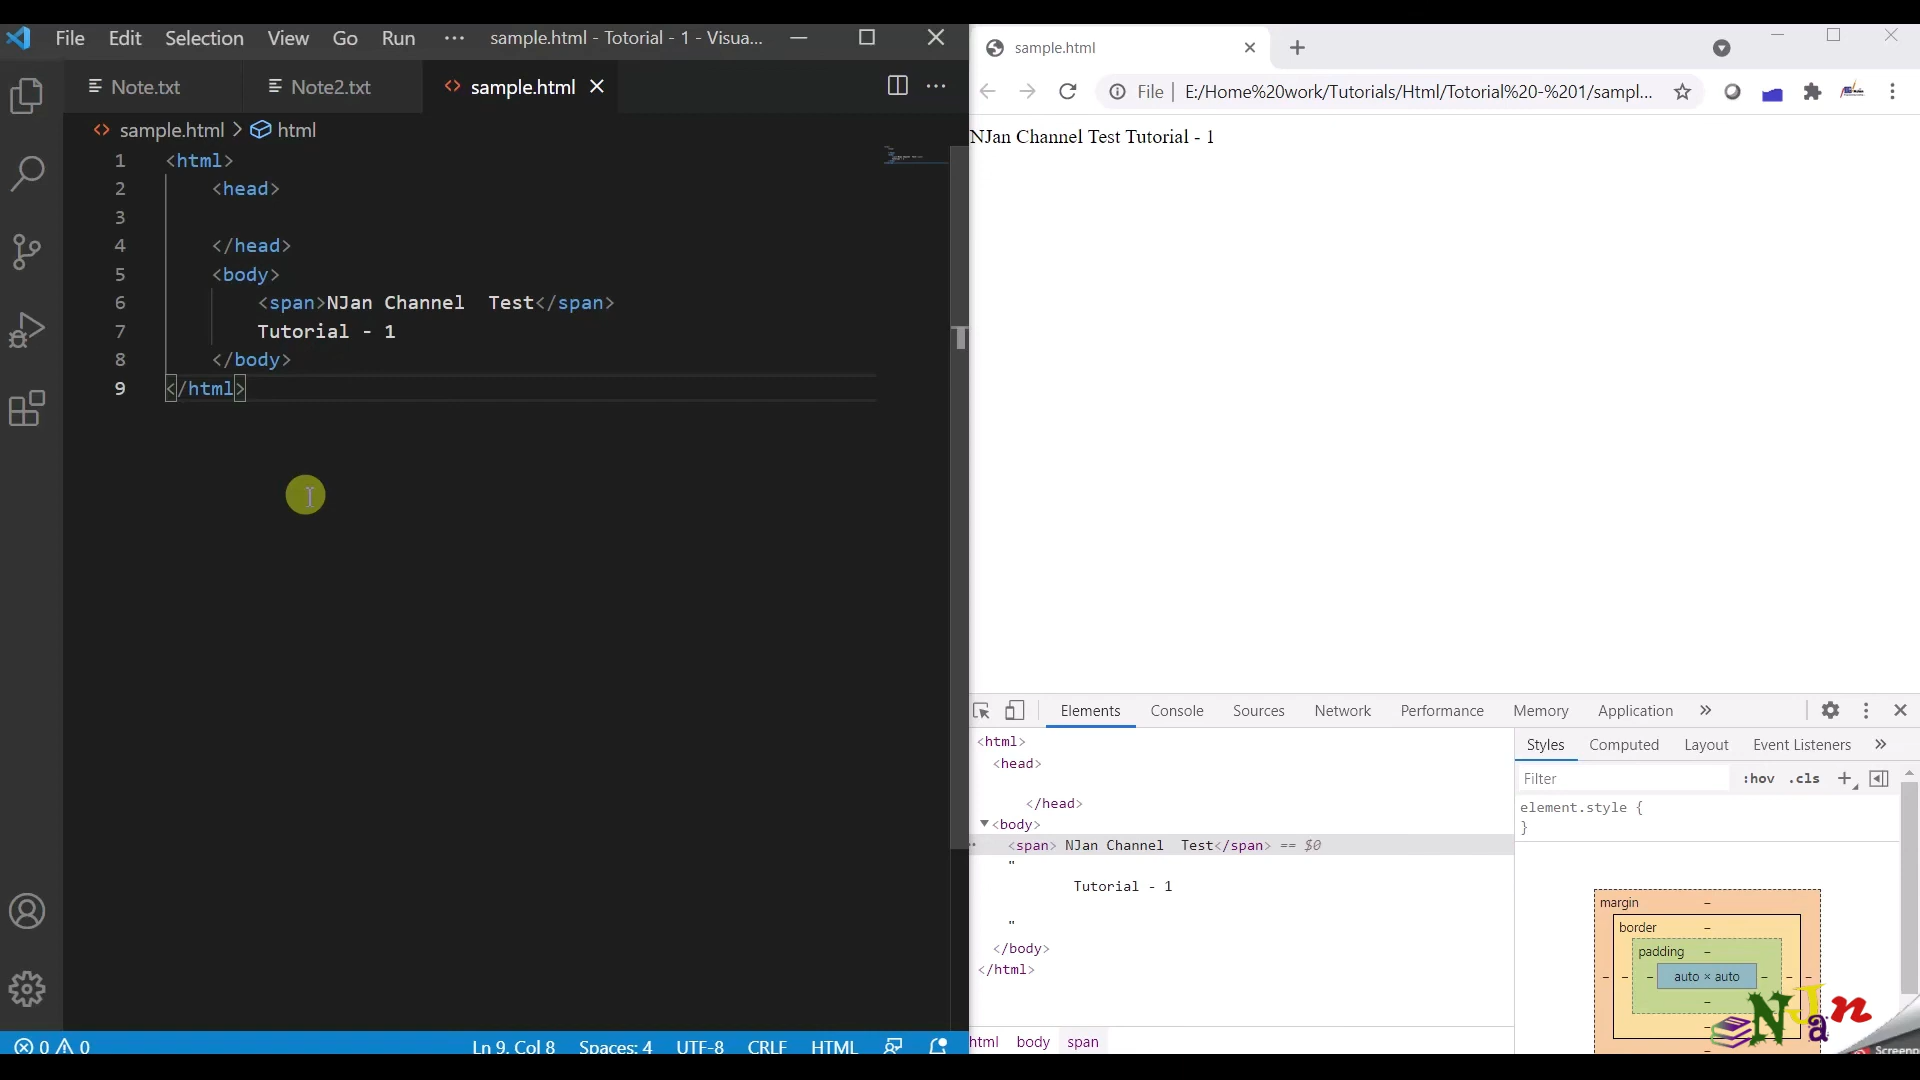 File Edit Selection View Go Run ··· sample.html - Totorial - 1 - Visua...
Note.txt Note2.txt sample.html
sample.html > html
1 <html>
2 <head>
3
4 </head>
5 <body>
6 <span>NJan Channel  Test</span>
7 Tutorial - 1
8 </body>
9 </html>
0 0 Ln 9, Col 8 Spaces: 4 UTF-8 CRLF HTML
sample.html
File | E:/Home%20work/Tutorials/Html/Totorial%20-%201/sampl...
NJan Channel Test Tutorial - 1
Elements Console Sources Network Performance Memory Application »
<html>
<head>
</head>
<body>
<span> NJan Channel  Test</span> == $0
"
Tutorial - 1
"
</body>
</html>
html body span
Styles Computed Layout Event Listeners »
Filter :hov .cls +
element.style {
}
margin –
border –
padding –
– – – auto × auto – – –
–
–
–
NJan
Screenp